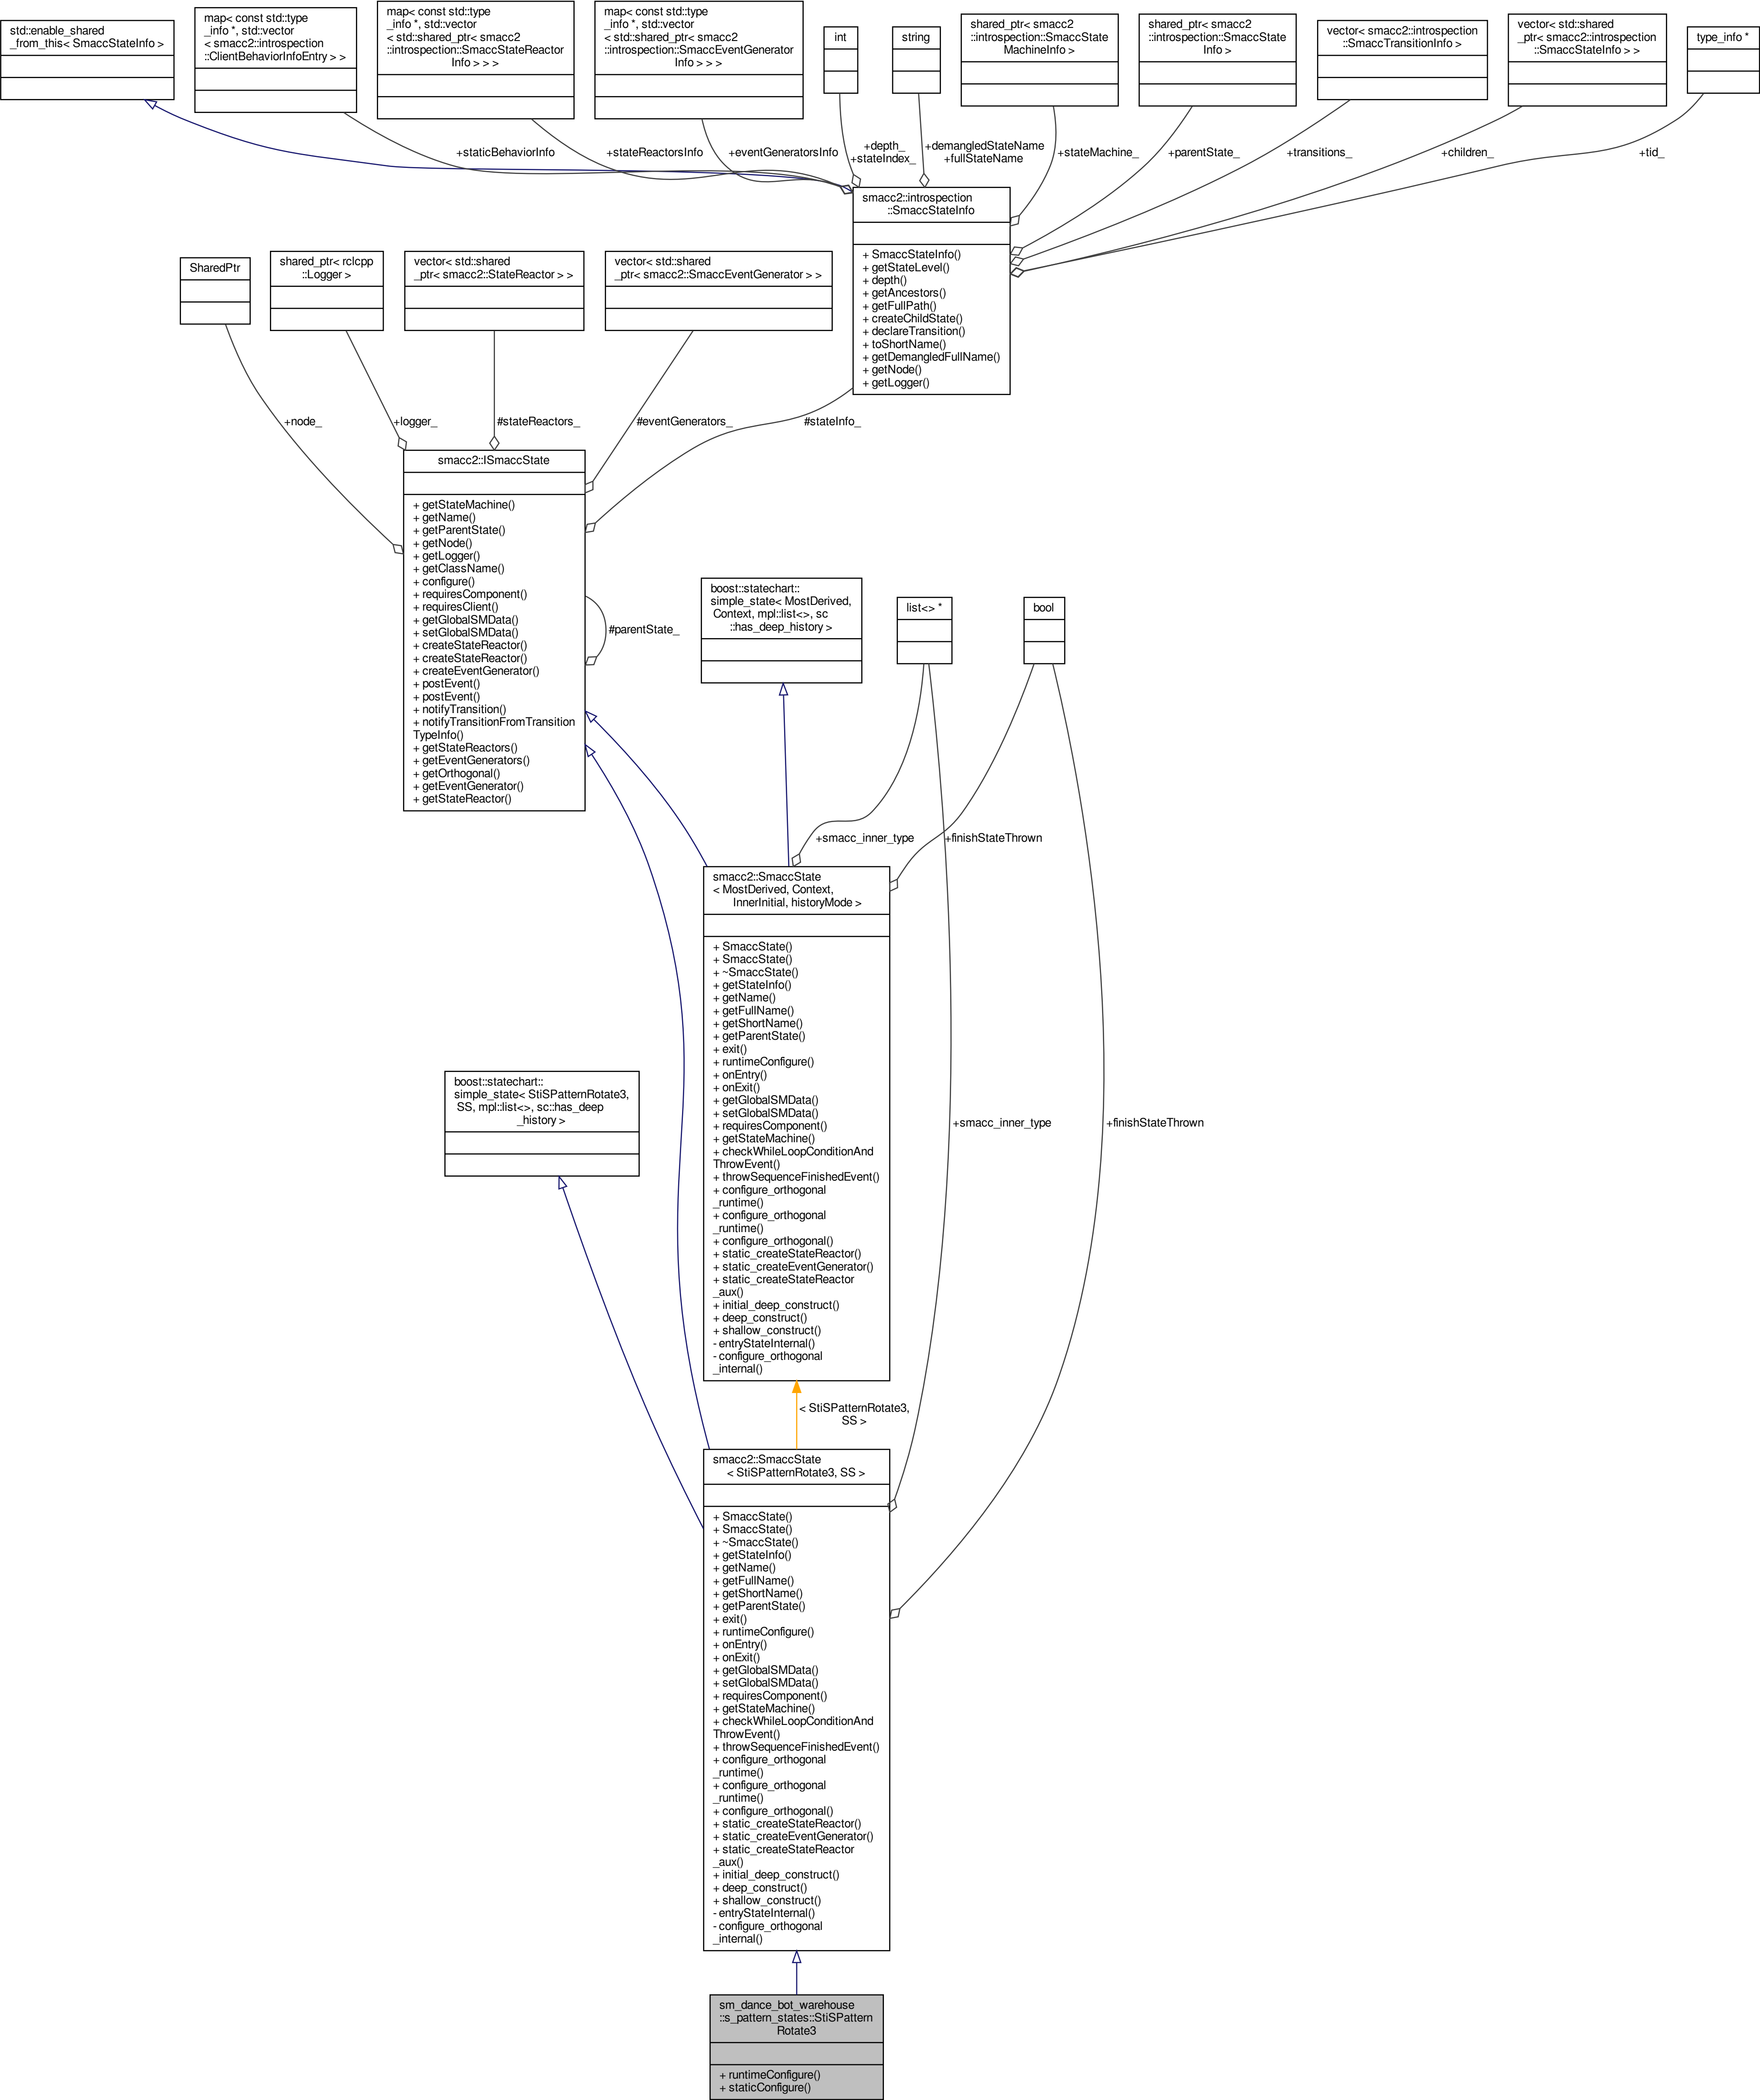 std::enable_shared
_from_this< SmaccStateInfo >
map< const std::type
_info *, std::vector
< smacc2::introspection
::ClientBehaviorInfoEntry > >
map< const std::type
_info *, std::vector
< std::shared_ptr< smacc2
::introspection::SmaccStateReactor
Info > > >
map< const std::type
_info *, std::vector
< std::shared_ptr< smacc2
::introspection::SmaccEventGenerator
Info > > >
int
string
shared_ptr< smacc2
::introspection::SmaccState
MachineInfo >
shared_ptr< smacc2
::introspection::SmaccState
Info >
vector< smacc2::introspection
::SmaccTransitionInfo >
vector< std::shared
_ptr< smacc2::introspection
::SmaccStateInfo > >
type_info *
+staticBehaviorInfo
+stateReactorsInfo
+eventGeneratorsInfo
+depth_
+stateIndex_
+demangledStateName
+fullStateName
+stateMachine_
+parentState_
+transitions_
+children_
+tid_
smacc2::introspection
::SmaccStateInfo
+ SmaccStateInfo()
+ getStateLevel()
+ depth()
+ getAncestors()
+ getFullPath()
+ createChildState()
+ declareTransition()
+ toShortName()
+ getDemangledFullName()
+ getNode()
+ getLogger()
SharedPtr
shared_ptr< rclcpp
::Logger >
vector< std::shared
_ptr< smacc2::StateReactor > >
vector< std::shared
_ptr< smacc2::SmaccEventGenerator > >
+node_
+logger_
#stateReactors_
#eventGenerators_
#stateInfo_
smacc2::ISmaccState
+ getStateMachine()
+ getName()
+ getParentState()
+ getNode()
+ getLogger()
+ getClassName()
+ configure()
+ requiresComponent()
+ requiresClient()
+ getGlobalSMData()
+ setGlobalSMData()
+ createStateReactor()
+ createStateReactor()
+ createEventGenerator()
+ postEvent()
+ postEvent()
+ notifyTransition()
+ notifyTransitionFromTransition
TypeInfo()
+ getStateReactors()
+ getEventGenerators()
+ getOrthogonal()
+ getEventGenerator()
+ getStateReactor()
#parentState_
boost::statechart::
simple_state< MostDerived,
Context, mpl::list<>, sc
::has_deep_history >
list<> *
bool
+smacc_inner_type
+finishStateThrown
smacc2::SmaccState
< MostDerived, Context,
InnerInitial, historyMode >
+ SmaccState()
+ SmaccState()
+ ~SmaccState()
+ getStateInfo()
+ getName()
+ getFullName()
+ getShortName()
+ getParentState()
+ exit()
+ runtimeConfigure()
+ onEntry()
+ onExit()
+ getGlobalSMData()
+ setGlobalSMData()
+ requiresComponent()
+ getStateMachine()
+ checkWhileLoopConditionAnd
ThrowEvent()
+ throwSequenceFinishedEvent()
+ configure_orthogonal
_runtime()
+ configure_orthogonal
_runtime()
+ configure_orthogonal()
+ static_createStateReactor()
+ static_createEventGenerator()
+ static_createStateReactor
_aux()
+ initial_deep_construct()
+ deep_construct()
+ shallow_construct()
- entryStateInternal()
- configure_orthogonal
_internal()
boost::statechart::
simple_state< StiSPatternRotate3,
SS, mpl::list<>, sc::has_deep
_history >
+smacc_inner_type
+finishStateThrown
< StiSPatternRotate3,
SS >
smacc2::SmaccState
< StiSPatternRotate3, SS >
+ SmaccState()
+ SmaccState()
+ ~SmaccState()
+ getStateInfo()
+ getName()
+ getFullName()
+ getShortName()
+ getParentState()
+ exit()
+ runtimeConfigure()
+ onEntry()
+ onExit()
+ getGlobalSMData()
+ setGlobalSMData()
+ requiresComponent()
+ getStateMachine()
+ checkWhileLoopConditionAnd
ThrowEvent()
+ throwSequenceFinishedEvent()
+ configure_orthogonal
_runtime()
+ configure_orthogonal
_runtime()
+ configure_orthogonal()
+ static_createStateReactor()
+ static_createEventGenerator()
+ static_createStateReactor
_aux()
+ initial_deep_construct()
+ deep_construct()
+ shallow_construct()
- entryStateInternal()
- configure_orthogonal
_internal()
sm_dance_bot_warehouse
::s_pattern_states::StiSPattern
Rotate3
+ runtimeConfigure()
+ staticConfigure()